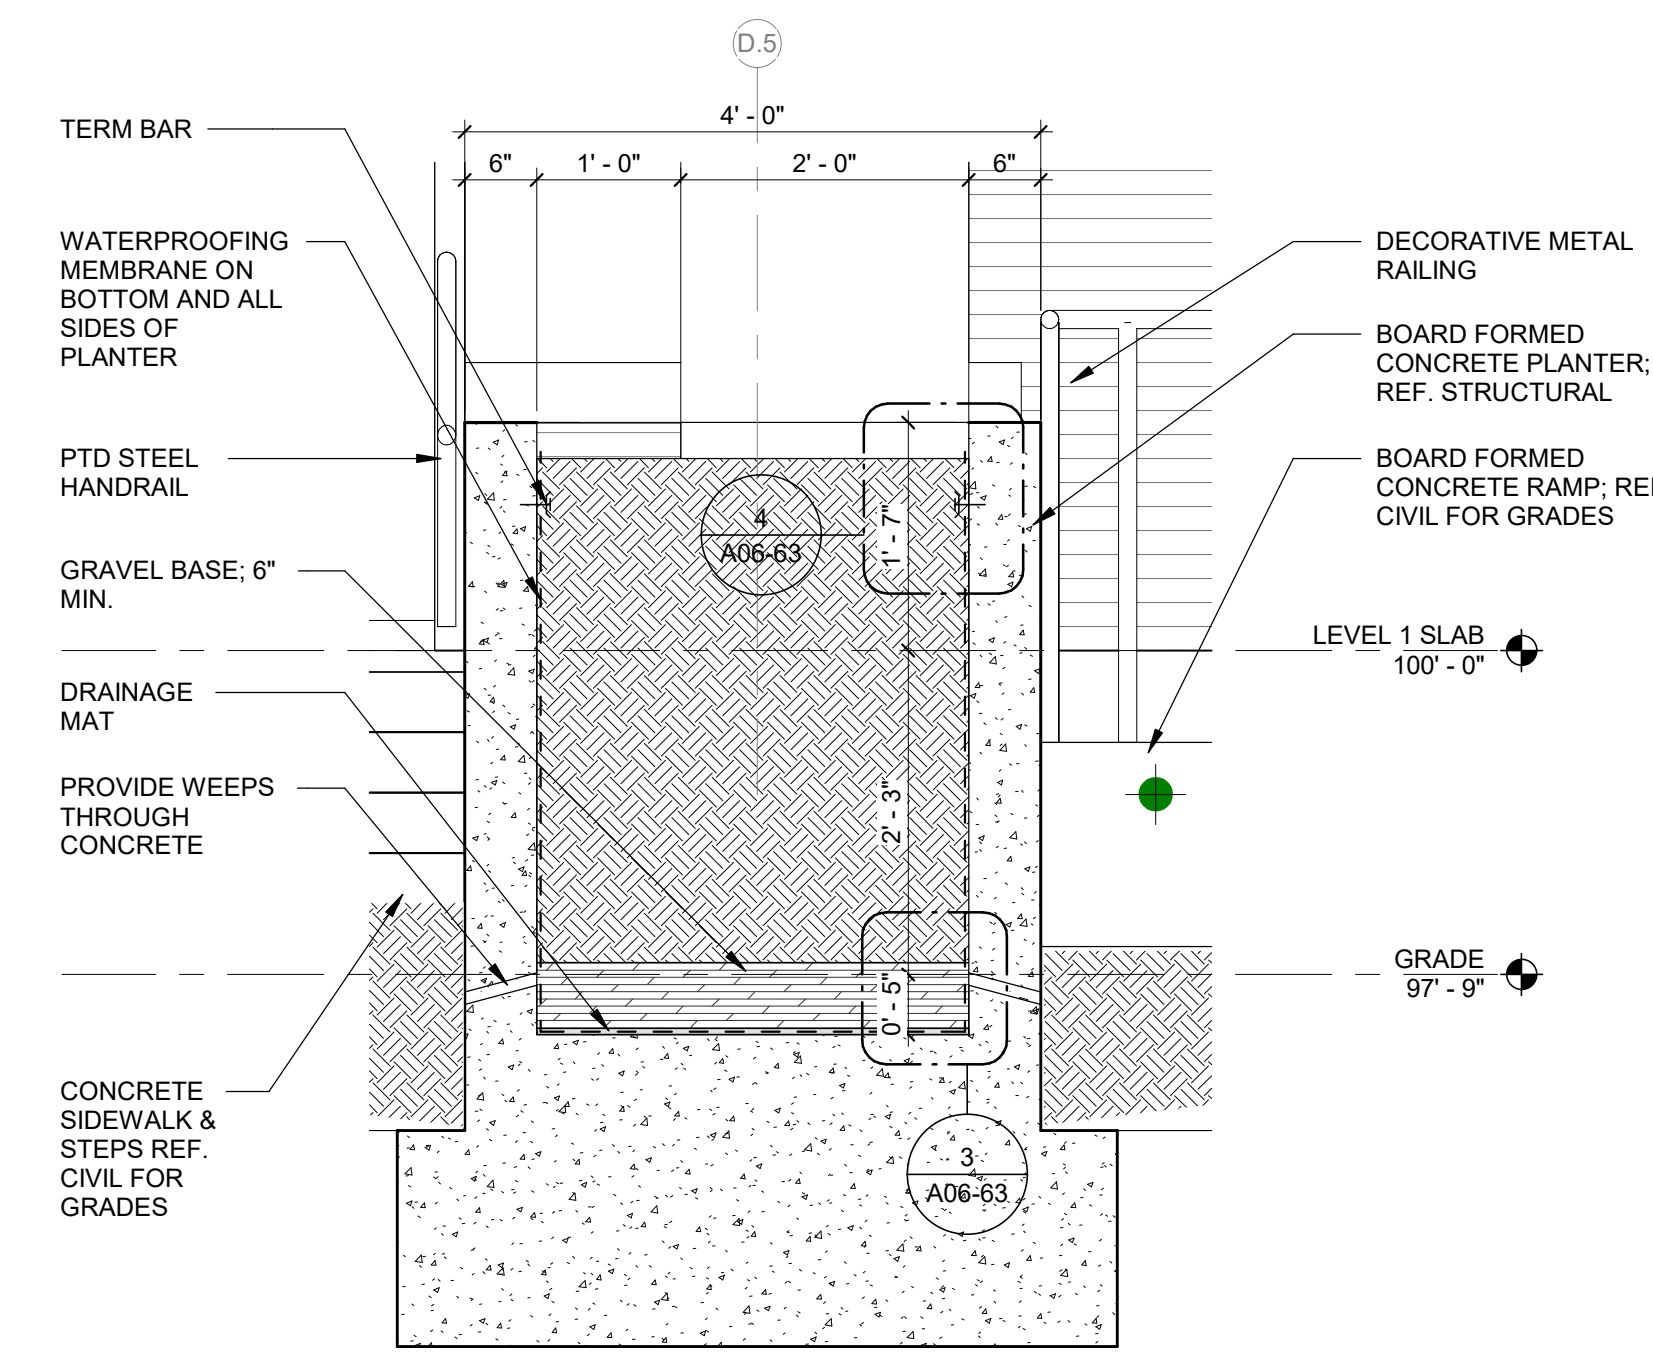 D.5
4' - 0"
6"
1' - 0"
2' - 0"
6"
TERM BAR
WATERPROOFING
MEMBRANE ON
BOTTOM AND ALL
SIDES OF
PLANTER
PTD STEEL
HANDRAIL
GRAVEL BASE; 6"
MIN.
DRAINAGE
MAT
PROVIDE WEEPS
THROUGH
CONCRETE
CONCRETE
SIDEWALK &
STEPS REF.
CIVIL FOR
GRADES
4
A06-63
1' - 7"
2' - 3"
0' - 5"
3
A06-63
DECORATIVE METAL
RAILING
BOARD FORMED
CONCRETE PLANTER;
REF. STRUCTURAL
BOARD FORMED
CONCRETE RAMP;
CIVIL FOR GRADES
LEVEL 1 SLAB
100' - 0"
GRADE
97' - 9"